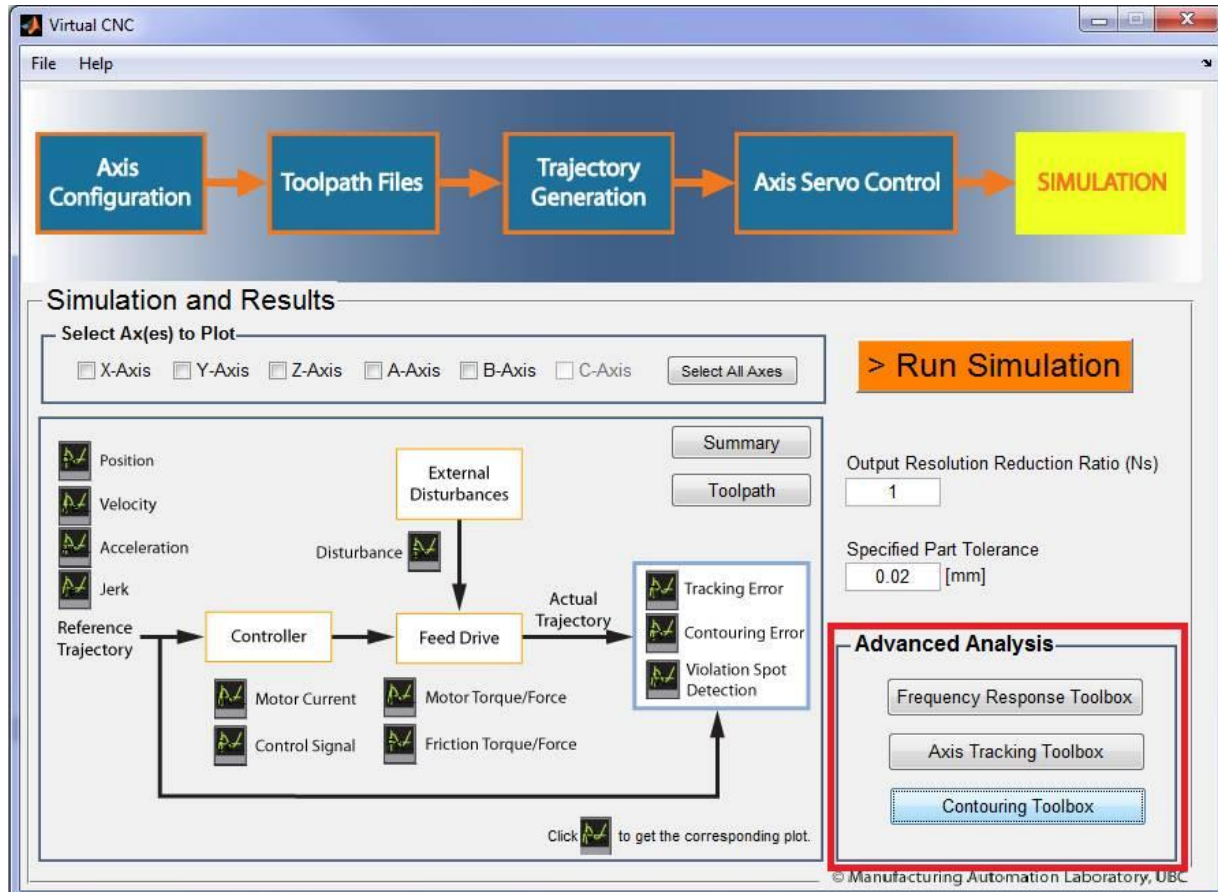 Virtual CNC
File Help
Axis
Configuration
Toolpath Files
Trajectory
Generation
Axis Servo Control
SIMULATION
Simulation and Results
Select Ax(es) to Plot
X-Axis Y-Axis Z-Axis A-Axis B-Axis C-Axis Select All Axes
> Run Simulation
Position
Velocity
Acceleration
Jerk
Reference
Trajectory
External
Disturbances
Disturbance
Summary
Toolpath
Controller
Feed Drive
Actual
Trajectory
Tracking Error
Contouring Error
Violation Spot
Detection
Motor Current
Control Signal
Motor Torque/Force
Friction Torque/Force
Click to get the corresponding plot.
Output Resolution Reduction Ratio (Ns)
1
Specified Part Tolerance
0.02 [mm]
Advanced Analysis
Frequency Response Toolbox
Axis Tracking Toolbox
Contouring Toolbox
© Manufacturing Automation Laboratory, UBC